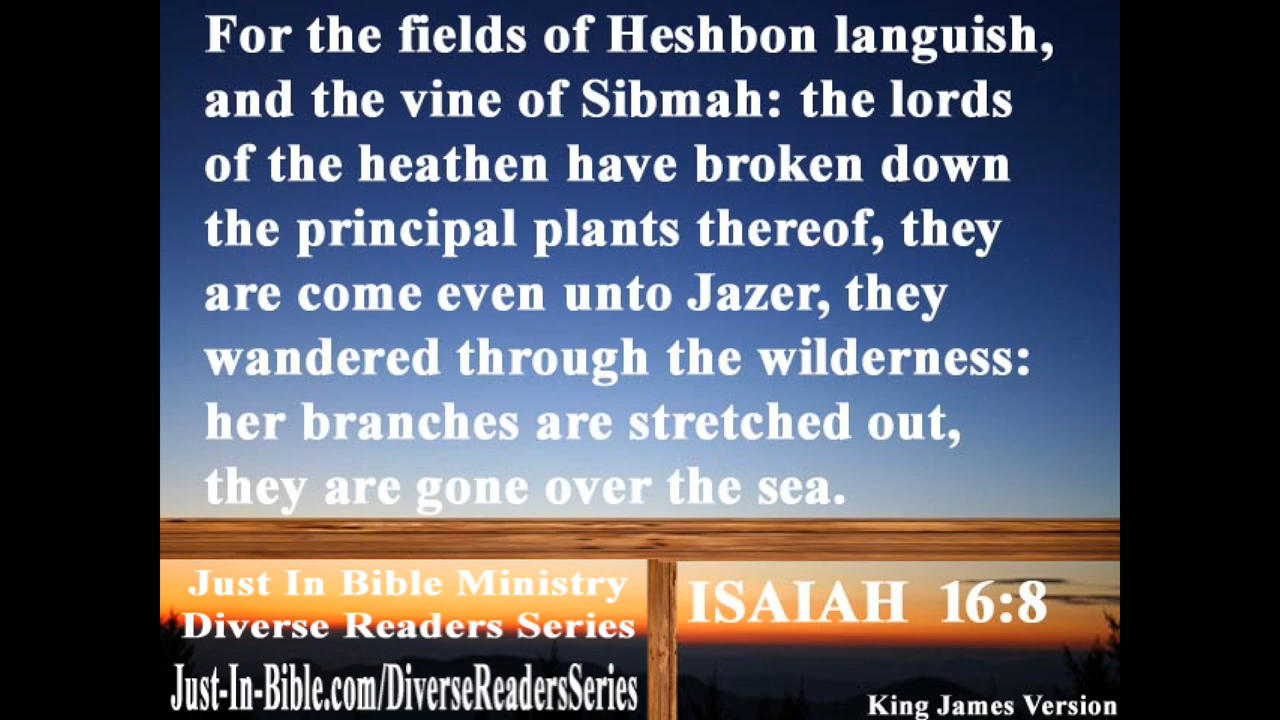 For the fields of Heshbon languish,
and the vine of Sibmah: the lords
of the heathen have broken down
the principal plants thereof, they
are come even unto Jazer, they
wandered through the wilderness:
her branches are stretched out,
they are gone over the sea.
Just In Bible Ministry
Diverse Readers Series
Just-In-Bible.com/DiverseReadersSeries
ISAIAH 16:8
King James Version